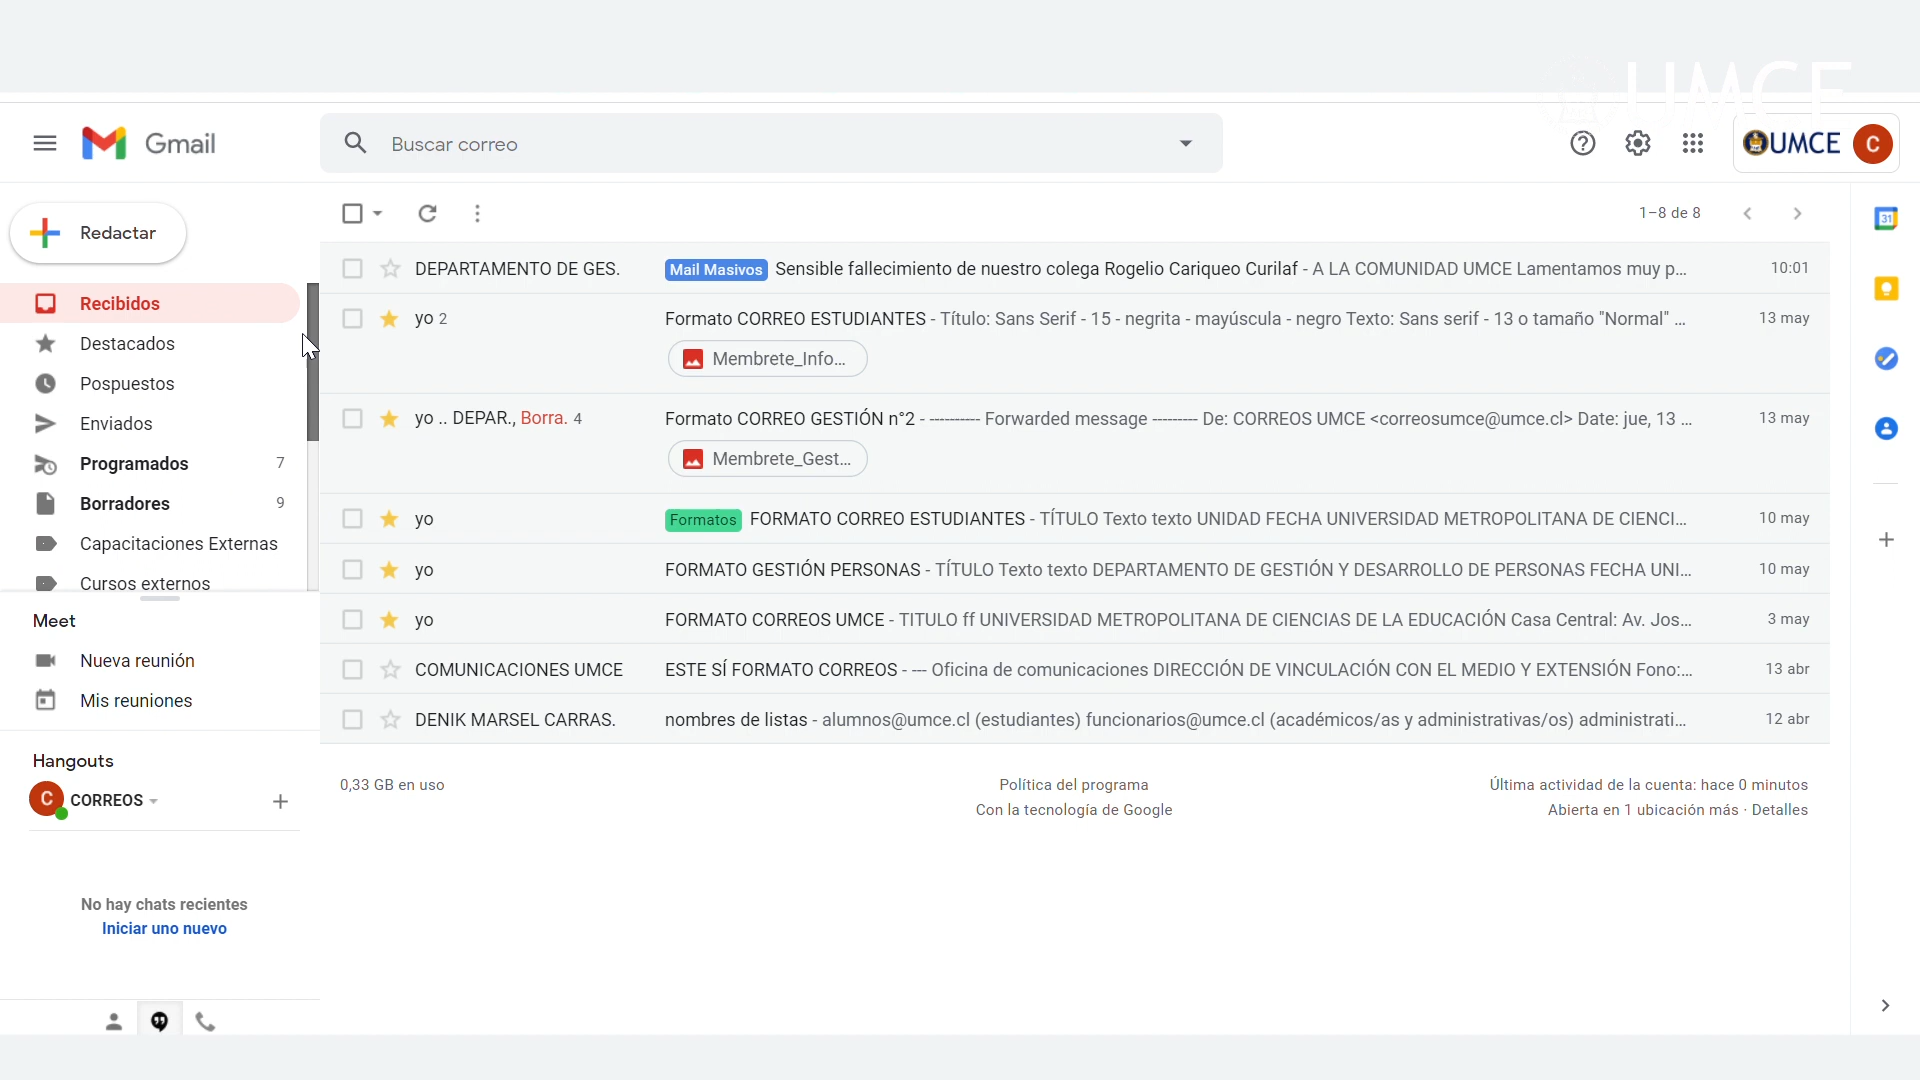 UMCE
Gmail
Buscar correo
UMCE
C
Redactar
1–8 de 8
31
Recibidos
Destacados
Pospuestos
Enviados
Programados 7
Borradores 9
Capacitaciones Externas
Cursos externos
Meet
Nueva reunión
Mis reuniones
Hangouts
C CORREOS
No hay chats recientes
Iniciar uno nuevo
DEPARTAMENTO DE GES. Mail Masivos Sensible fallecimiento de nuestro colega Rogelio Cariqueo Curilaf - A LA COMUNIDAD UMCE Lamentamos muy p... 10:01
yo 2 Formato CORREO ESTUDIANTES - Título: Sans Serif - 15 - negrita - mayúscula - negro Texto: Sans serif - 13 o tamaño "Normal" ... 13 may
Membrete_Info...
yo .. DEPAR., Borra. 4 Formato CORREO GESTIÓN n°2 - ---------- Forwarded message --------- De: CORREOS UMCE <correosumce@umce.cl> Date: jue, 13 ... 13 may
Membrete_Gest...
yo Formatos FORMATO CORREO ESTUDIANTES - TÍTULO Texto texto UNIDAD FECHA UNIVERSIDAD METROPOLITANA DE CIENCI... 10 may
yo FORMATO GESTIÓN PERSONAS - TÍTULO Texto texto DEPARTAMENTO DE GESTIÓN Y DESARROLLO DE PERSONAS FECHA UNI... 10 may
yo FORMATO CORREOS UMCE - TITULO ff UNIVERSIDAD METROPOLITANA DE CIENCIAS DE LA EDUCACIÓN Casa Central: Av. Jos... 3 may
COMUNICACIONES UMCE ESTE SÍ FORMATO CORREOS - --- Oficina de comunicaciones DIRECCIÓN DE VINCULACIÓN CON EL MEDIO Y EXTENSIÓN Fono:... 13 abr
DENIK MARSEL CARRAS. nombres de listas - alumnos@umce.cl (estudiantes) funcionarios@umce.cl (académicos/as y administrativas/os) administrati... 12 abr
0,33 GB en uso
Política del programa
Con la tecnología de Google
Última actividad de la cuenta: hace 0 minutos
Abierta en 1 ubicación más · Detalles